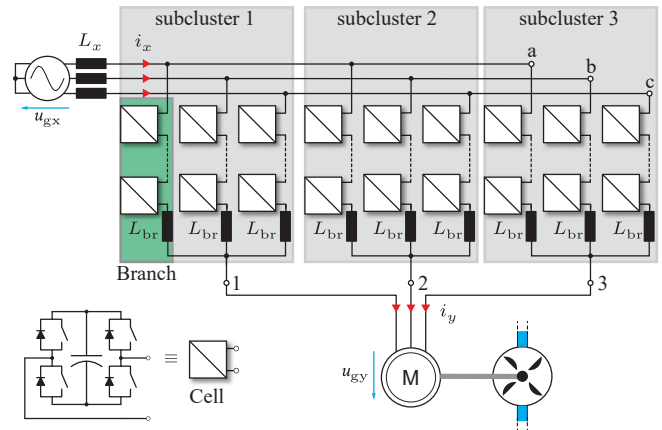 subcluster 1
subcluster 2
subcluster 3
L_x
i_x
a
b
c
u_gx
L_br
L_br
L_br
L_br
L_br
L_br
L_br
L_br
L_br
Branch
1
2
3
i_y
≡
Cell
u_gy
M